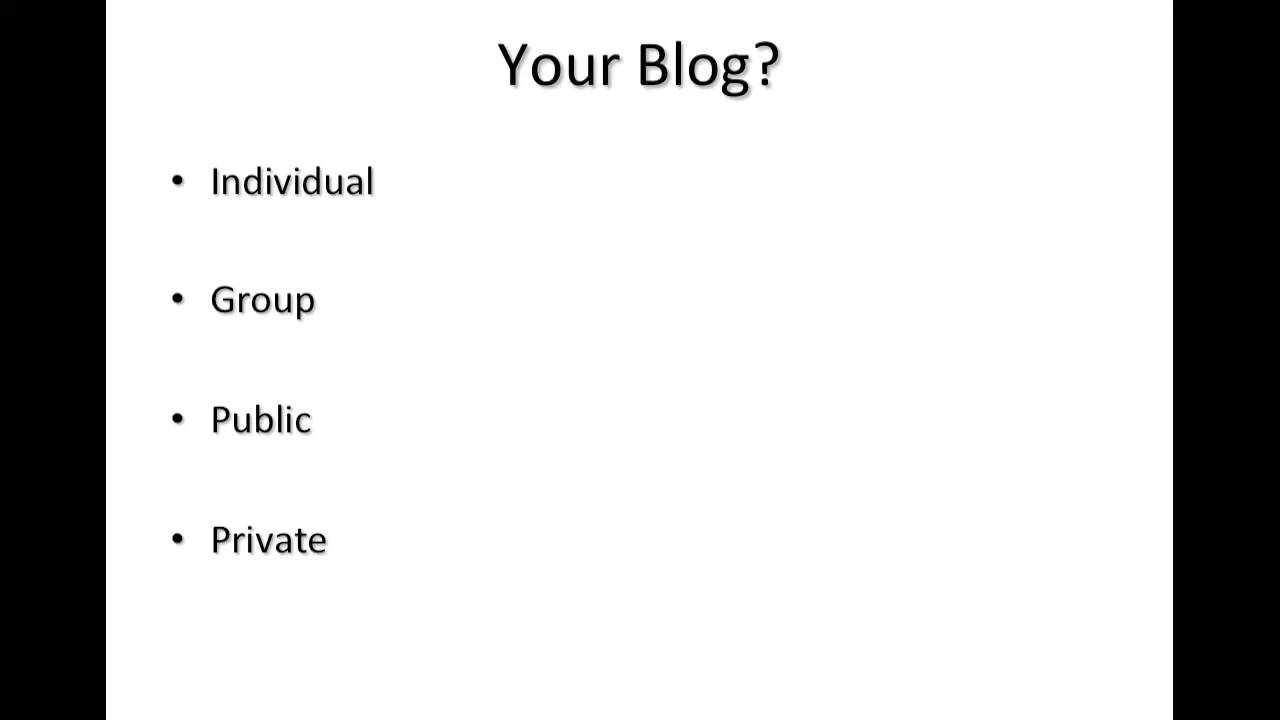 Your Blog?
• Individual
• Group
• Public
• Private